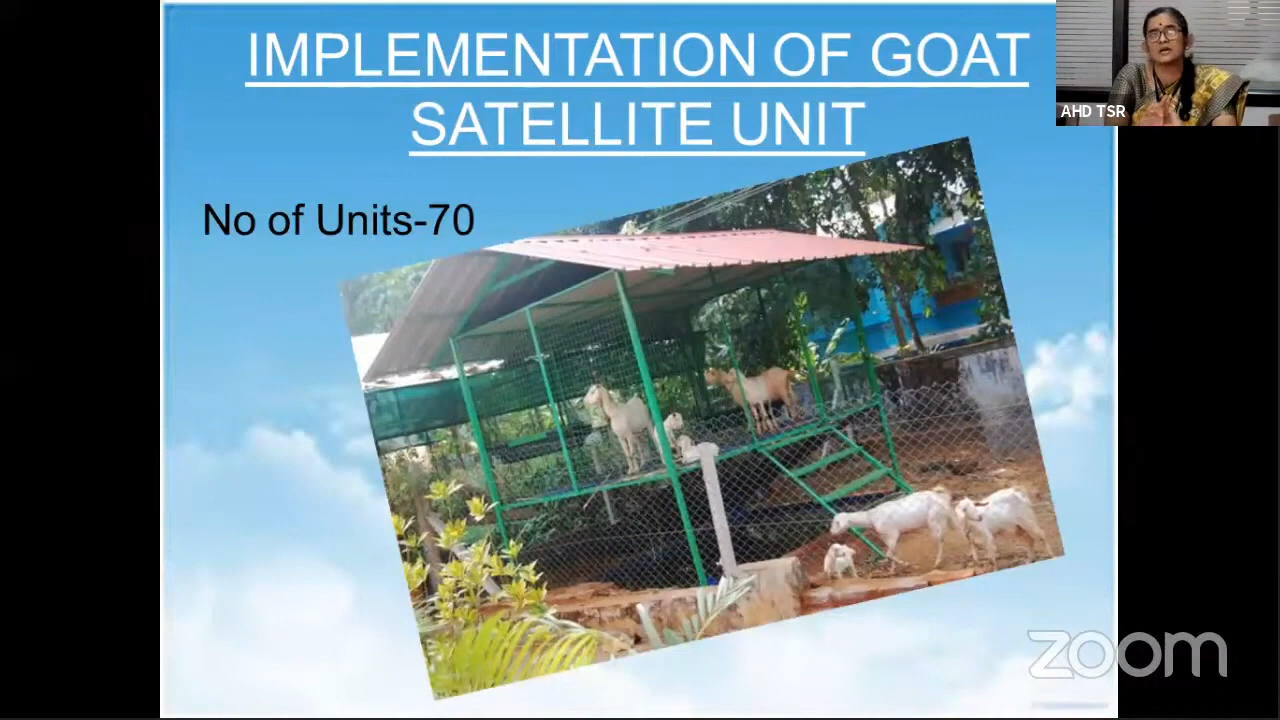 IMPLEMENTATION OF GOAT
SATELLITE UNIT
No of Units-70
AHD TSR
zoom